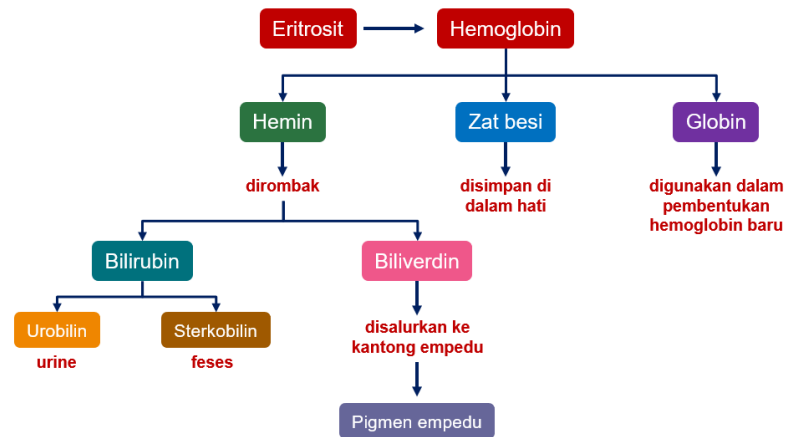 Eritrosit
Hemoglobin
Hemin
Zat besi
Globin
dirombak
disimpan di
dalam hati
digunakan dalam
pembentukan
hemoglobin baru
Bilirubin
Biliverdin
Urobilin
Sterkobilin
urine
feses
disalurkan ke
kantong empedu
Pigmen empedu